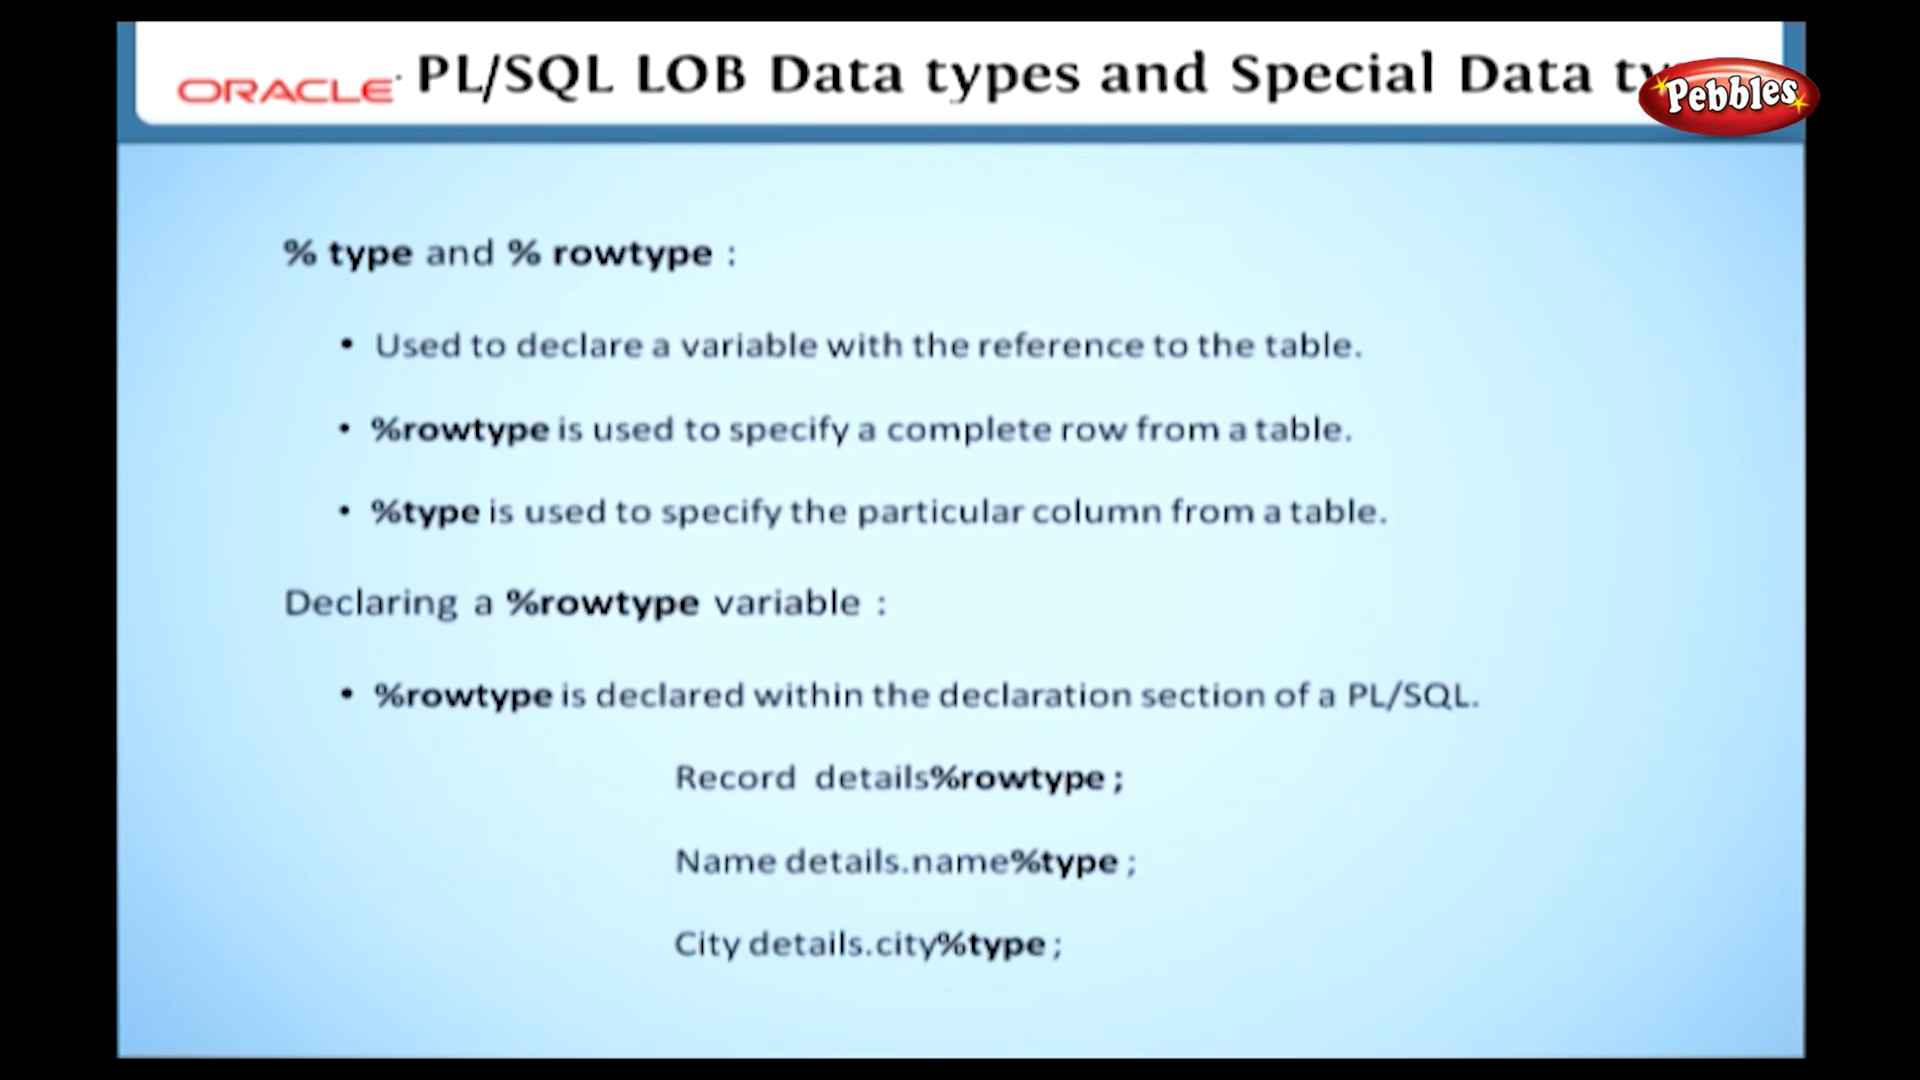 ORACLE PL/SQL LOB Data types and Special Data
Pebbles
% type and % rowtype :
• Used to declare a variable with the reference to the table.
• %rowtype is used to specify a complete row from a table.
• %type is used to specify the particular column from a table.
Declaring a %rowtype variable :
• %rowtype is declared within the declaration section of a PL/SQL.
Record details%rowtype ;
Name details.name%type ;
City details.city%type ;